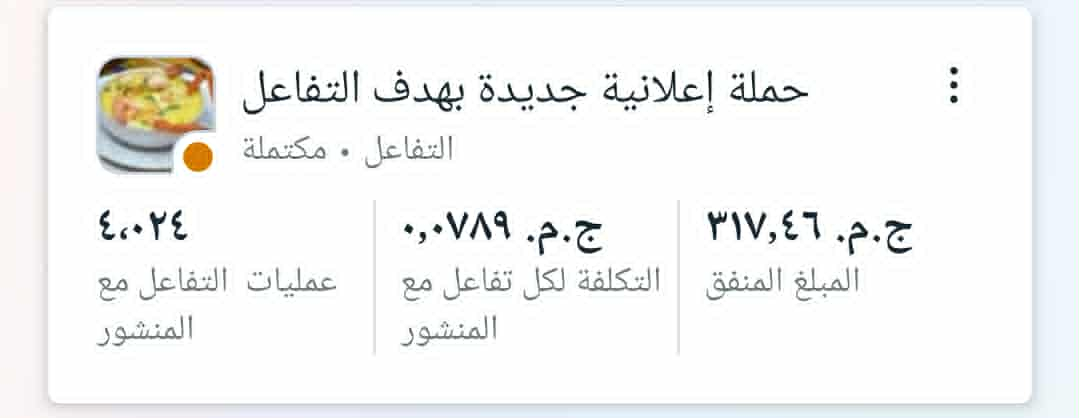 حملة إعلانية جديدة بهدف التفاعل
التفاعل • مكتملة
ج.م. ٣١٧,٤٦
المبلغ المنفق
ج.م. ٠,٠٧٨٩
التكلفة لكل تفاعل مع
المنشور
٤،٠٢٤
عمليات التفاعل مع
المنشور